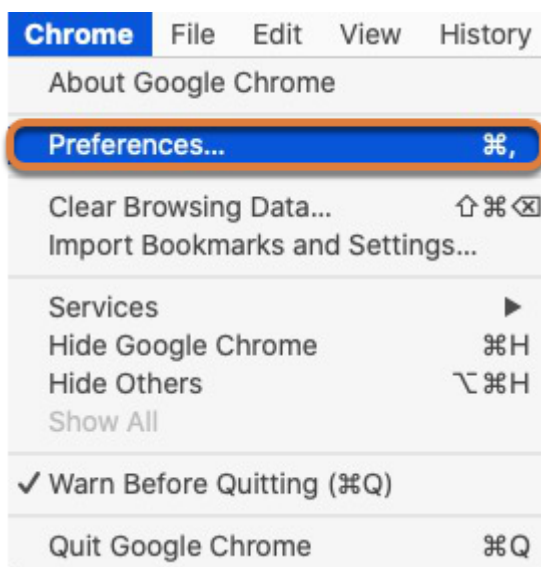 Chrome File Edit View History
About Google Chrome
Preferences... ⌘,
Clear Browsing Data... ⇧⌘⌫
Import Bookmarks and Settings...
Services ▶
Hide Google Chrome ⌘H
Hide Others ⌥⌘H
Show All
✓ Warn Before Quitting (⌘Q)
Quit Google Chrome ⌘Q